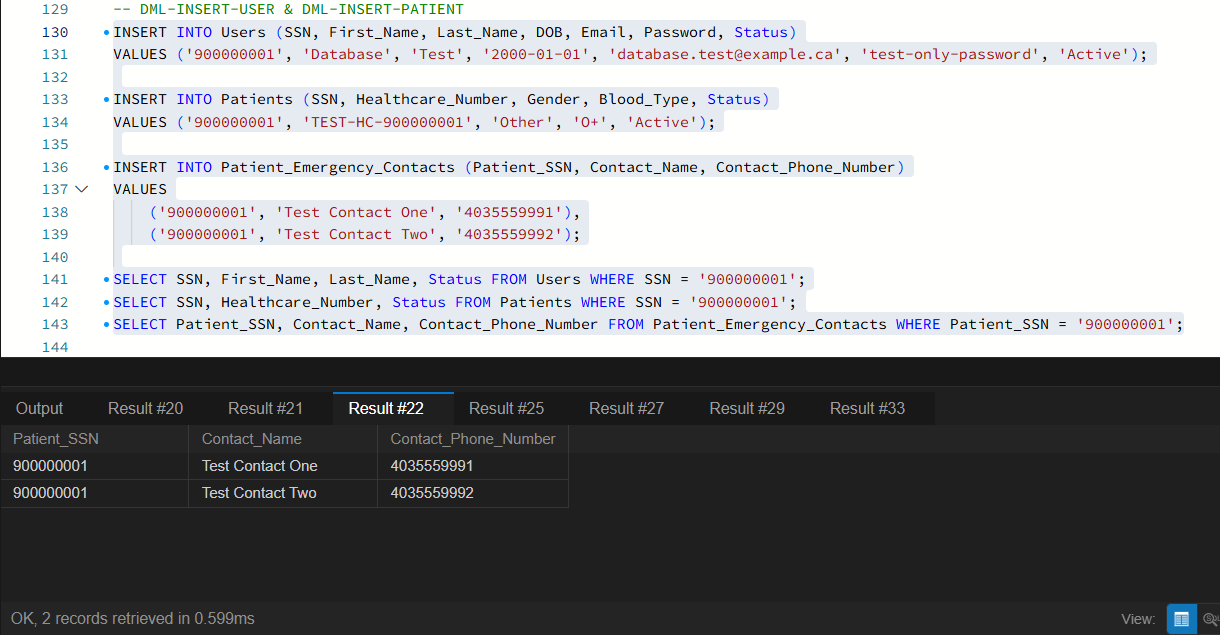 129 -- DML-INSERT-USER & DML-INSERT-PATIENT
130 INSERT INTO Users (SSN, First_Name, Last_Name, DOB, Email, Password, Status)
131 VALUES ('900000001', 'Database', 'Test', '2000-01-01', 'database.test@example.ca', 'test-only-password', 'Active');
132
133 INSERT INTO Patients (SSN, Healthcare_Number, Gender, Blood_Type, Status)
134 VALUES ('900000001', 'TEST-HC-900000001', 'Other', 'O+', 'Active');
135
136 INSERT INTO Patient_Emergency_Contacts (Patient_SSN, Contact_Name, Contact_Phone_Number)
137 VALUES
138 ('900000001', 'Test Contact One', '4035559991'),
139 ('900000001', 'Test Contact Two', '4035559992');
140
141 SELECT SSN, First_Name, Last_Name, Status FROM Users WHERE SSN = '900000001';
142 SELECT SSN, Healthcare_Number, Status FROM Patients WHERE SSN = '900000001';
143 SELECT Patient_SSN, Contact_Name, Contact_Phone_Number FROM Patient_Emergency_Contacts WHERE Patient_SSN = '900000001';
144
Output Result #20 Result #21 Result #22 Result #25 Result #27 Result #29 Result #33
Patient_SSN Contact_Name Contact_Phone_Number
900000001 Test Contact One 4035559991
900000001 Test Contact Two 4035559992
OK, 2 records retrieved in 0.599ms View: